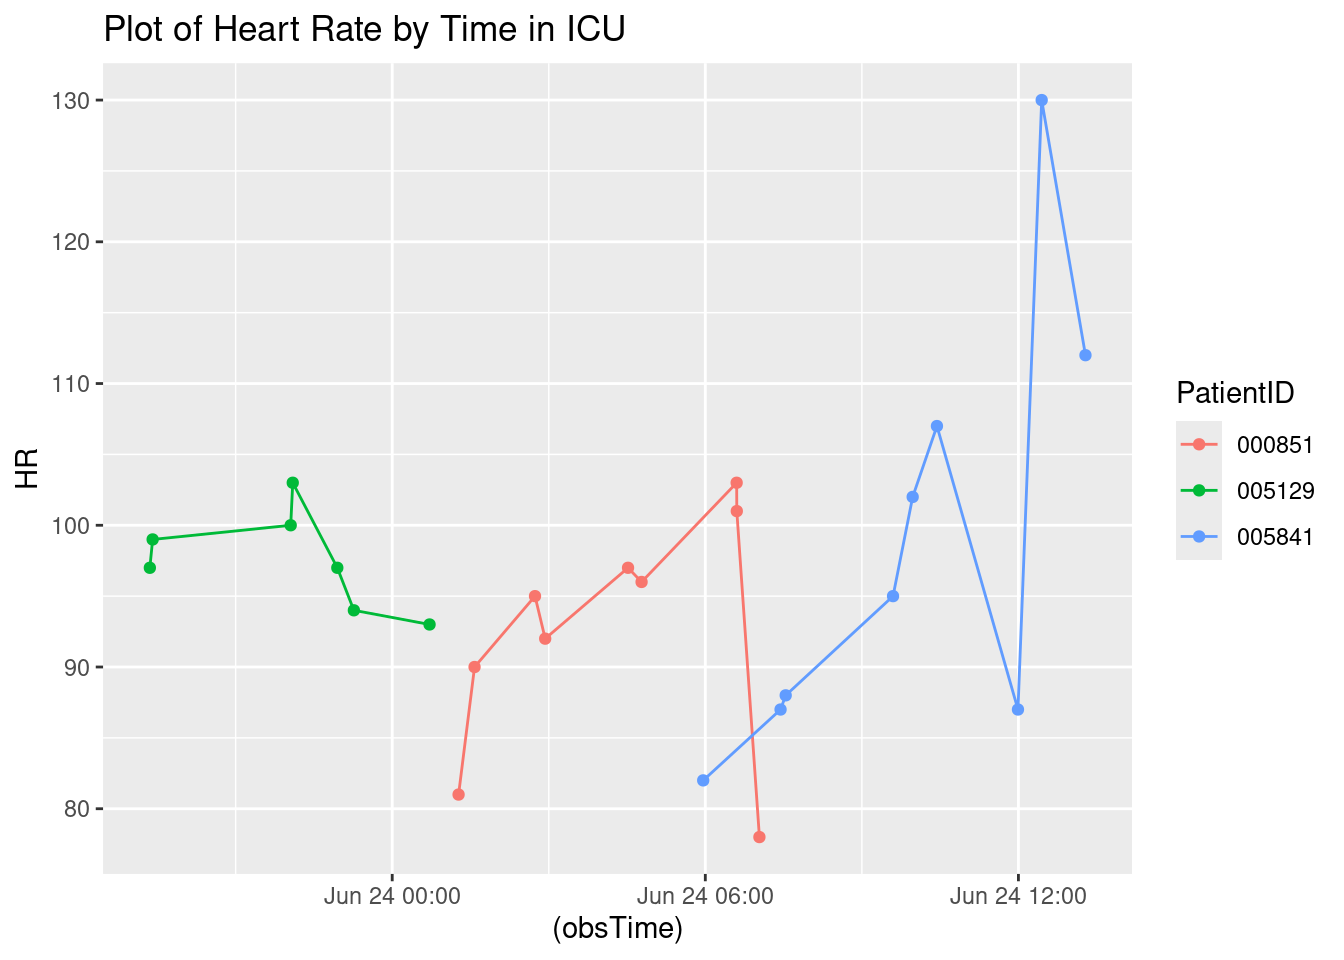 Plot of Heart Rate by Time in ICU
130
120
110
100
90
80
HR
Jun 24 00:00
Jun 24 06:00
Jun 24 12:00
(obsTime)
PatientID
000851
005129
005841